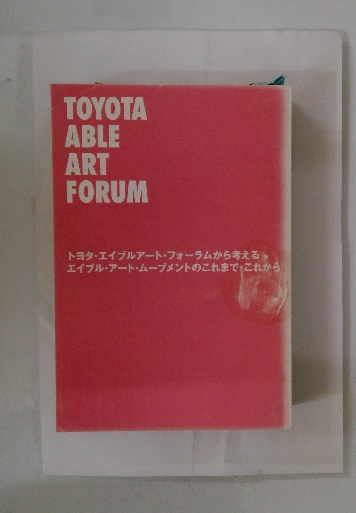 TOYOTA
ABLE
ART
FORUM
トヨタ・エイブルアート・フォーラムから考える
エイブル・アート・ムーブメントのこれまで・これから